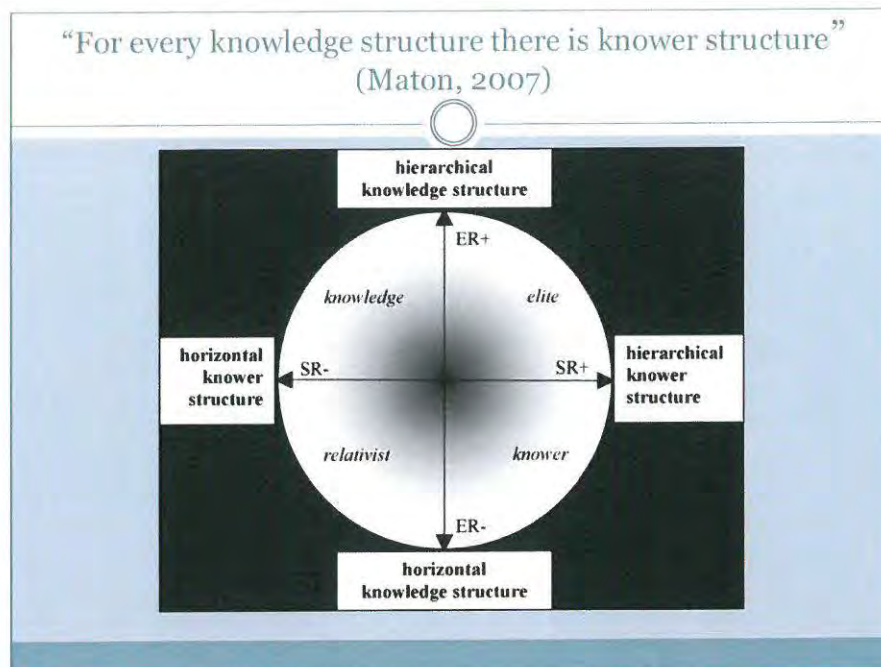 “For every knowledge structure there is knower structure”
(Maton, 2007)
hierarchical
knowledge structure
ER+
knowledge
elite
horizontal
knower
structure
SR-
SR+
hierarchical
knower
structure
relativist
knower
ER-
horizontal
knowledge structure